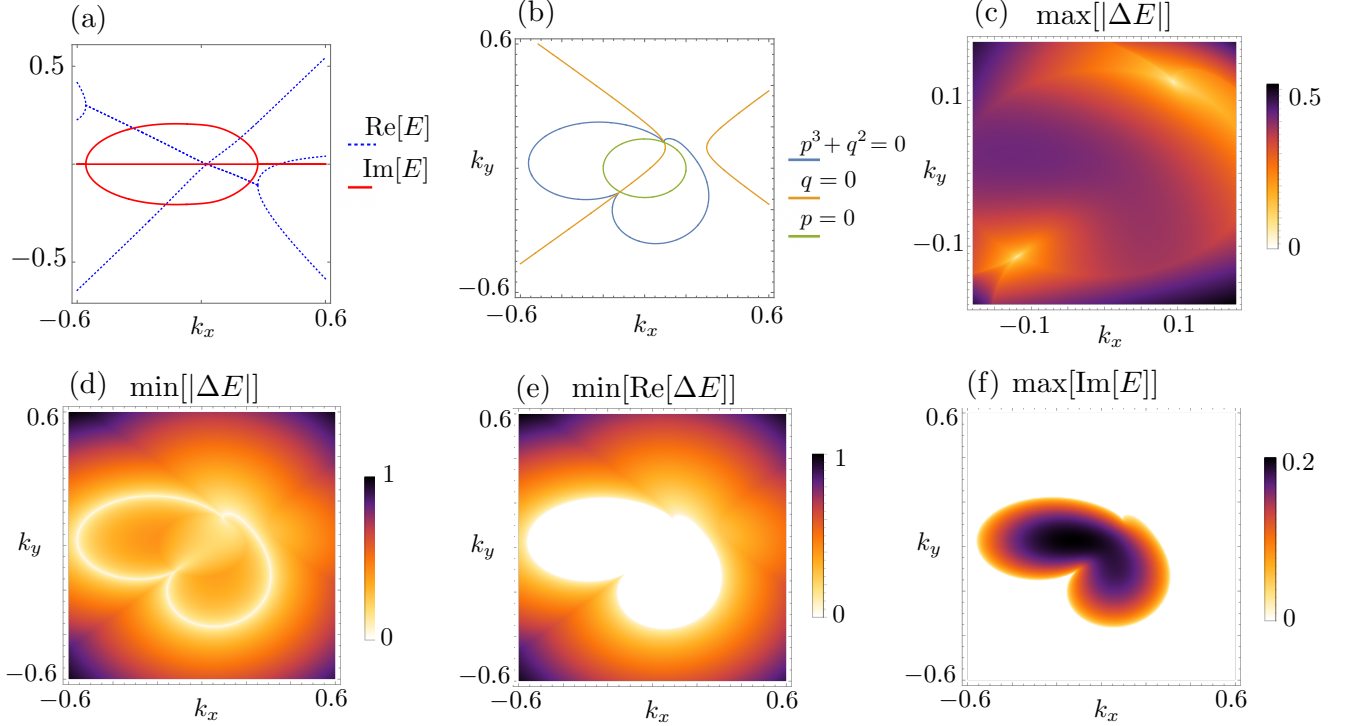 (a)
0.5
−0.5
−0.6
0.6
k_x
Re[E]
Im[E]
(b)
0.6
k_y
−0.6
−0.6
0.6
k_x
p³ + q² = 0
q = 0
p = 0
(c) max[|ΔE|]
0.1
k_y
−0.1
−0.1
0.1
k_x
0.5
0
(d) min[|ΔE|]
0.6
k_y
−0.6
−0.6
0.6
k_x
1
0
(e) min[Re[ΔE]]
0.6
k_y
−0.6
−0.6
0.6
k_x
1
0
(f) max[Im[E]]
0.6
k_y
−0.6
−0.6
0.6
k_x
0.2
0